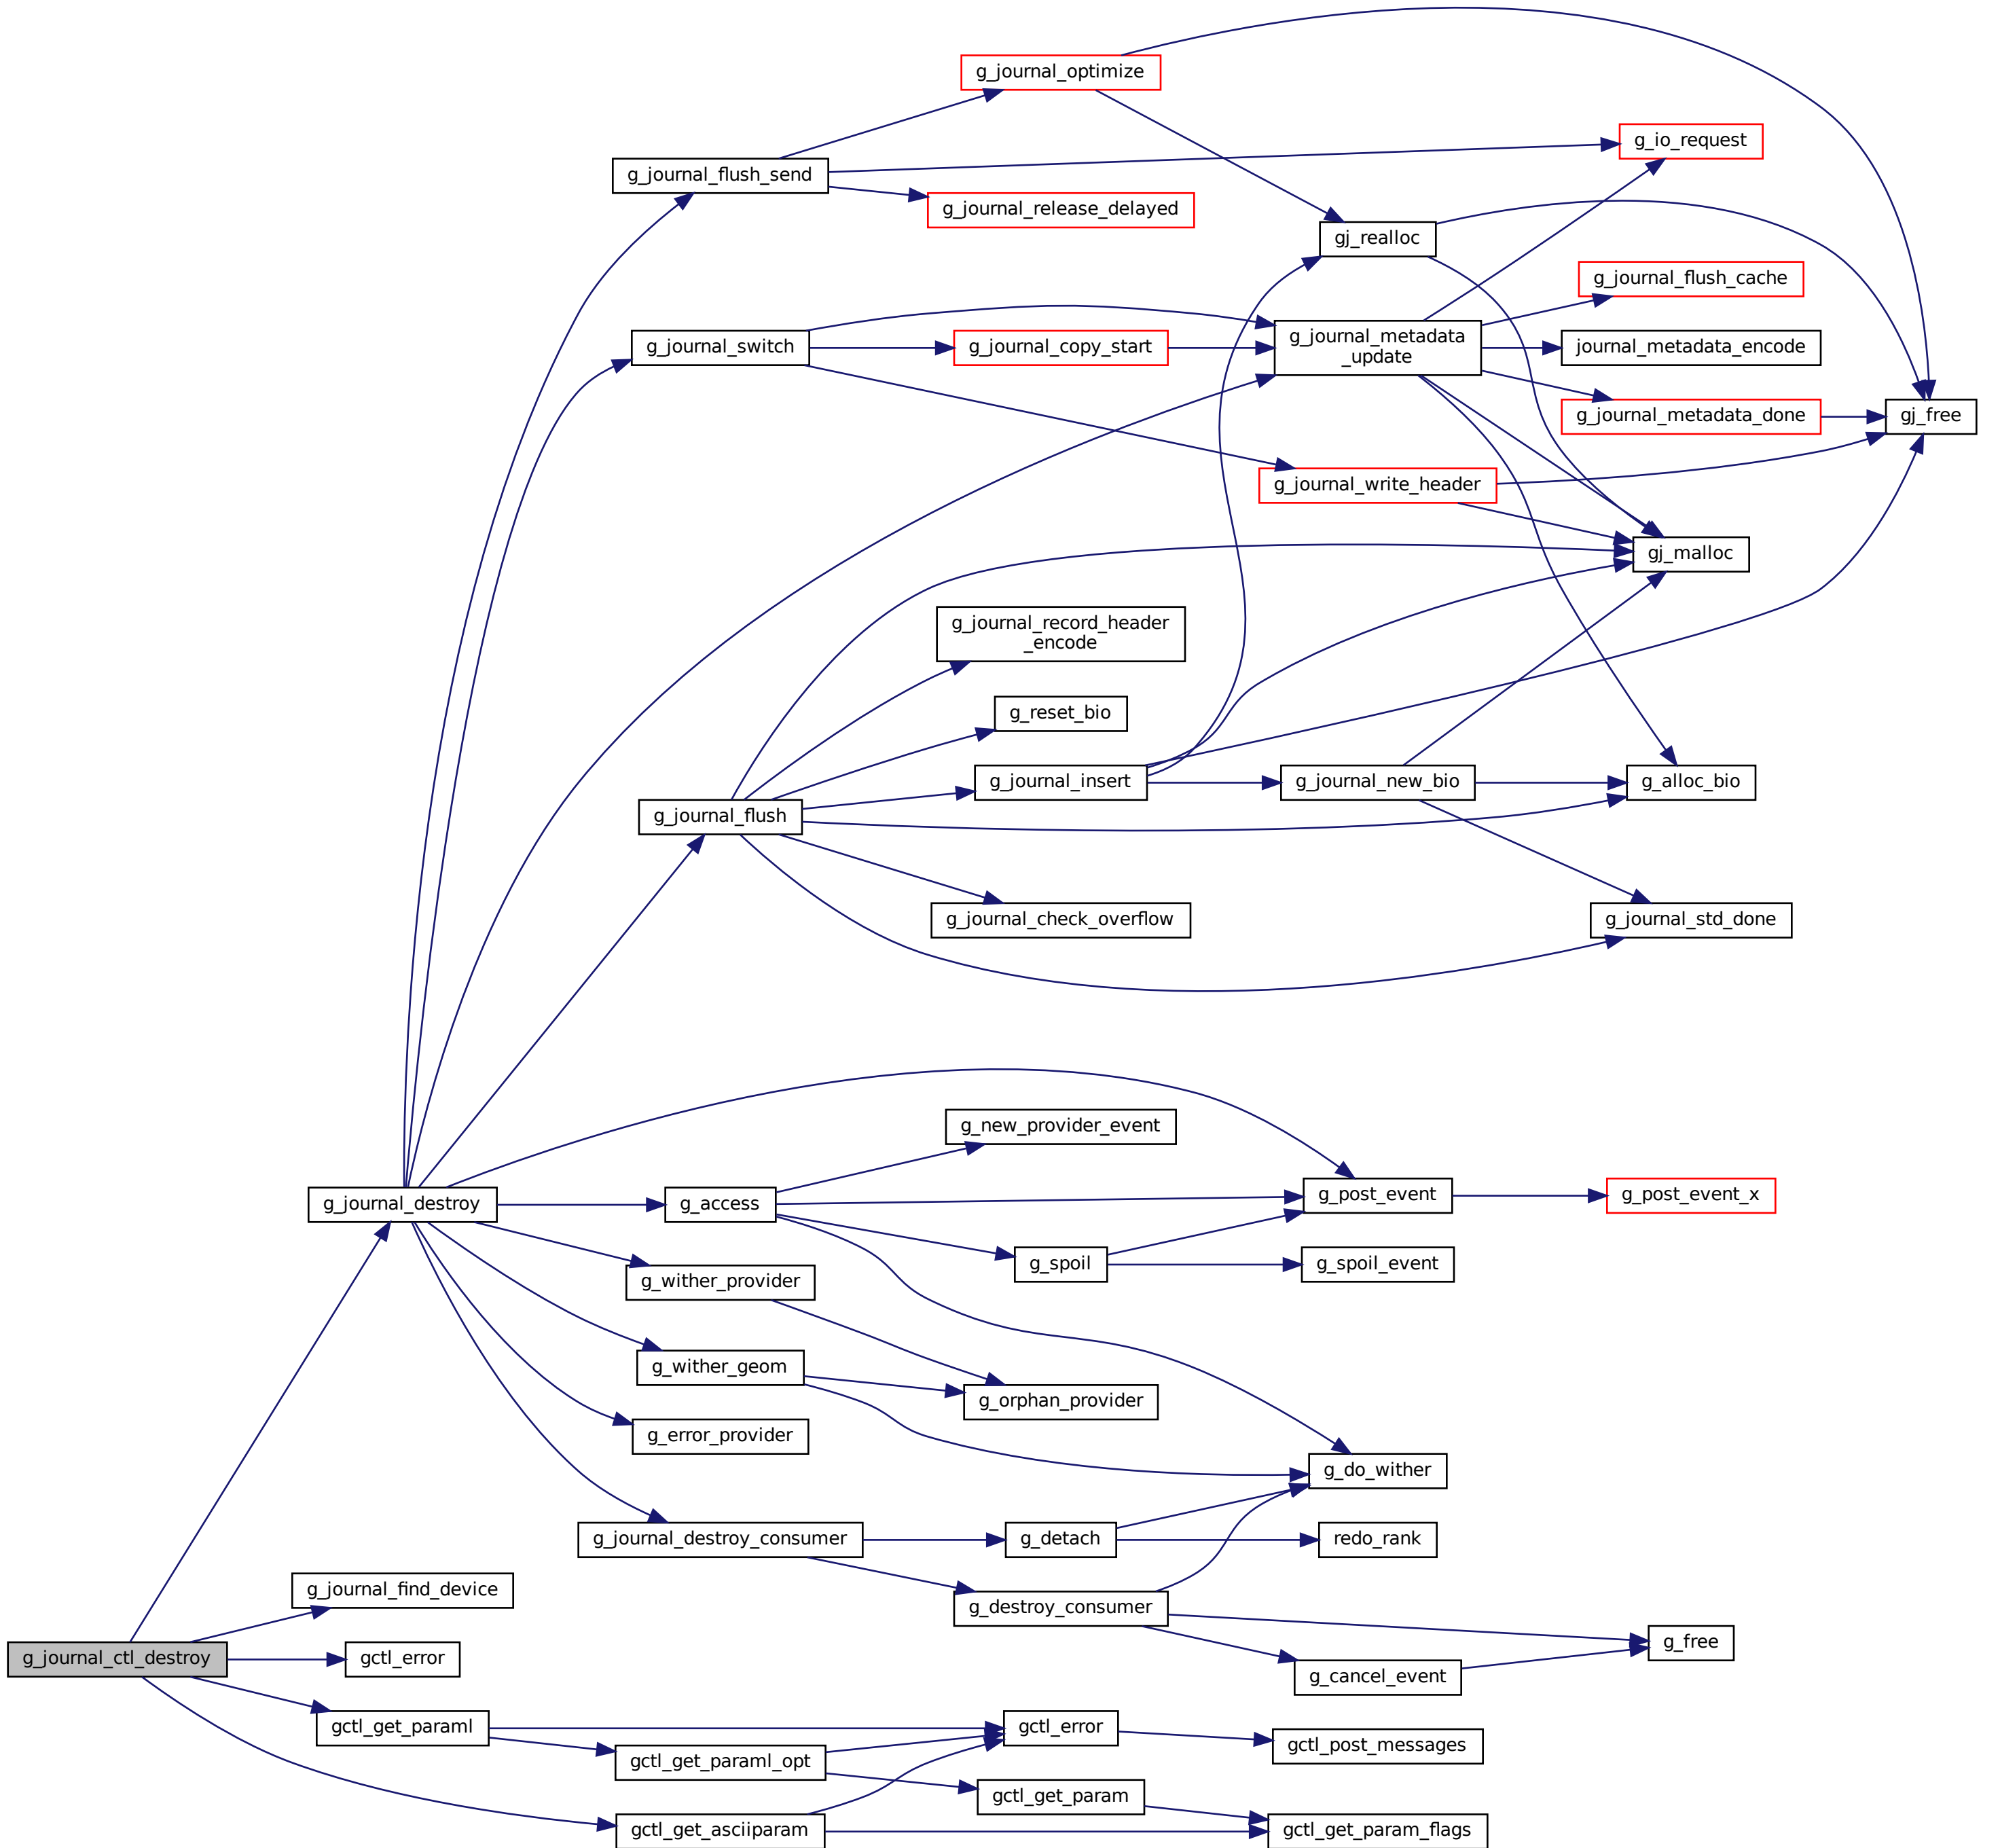 g_journal_optimize
g_io_request
g_journal_flush_send
g_journal_release_delayed
gj_realloc
g_journal_flush_cache
g_journal_switch
g_journal_copy_start
g_journal_metadata
_update
journal_metadata_encode
g_journal_metadata_done
gj_free
g_journal_write_header
gj_malloc
g_journal_record_header
_encode
g_reset_bio
g_journal_insert
g_journal_new_bio
g_alloc_bio
g_journal_flush
g_journal_check_overflow
g_journal_std_done
g_new_provider_event
g_journal_destroy
g_access
g_post_event
g_post_event_x
g_spoil
g_spoil_event
g_wither_provider
g_wither_geom
g_orphan_provider
g_error_provider
g_do_wither
g_journal_destroy_consumer
g_detach
redo_rank
g_journal_find_device
g_destroy_consumer
g_free
g_journal_ctl_destroy
gctl_error
g_cancel_event
gctl_get_paraml
gctl_error
gctl_post_messages
gctl_get_paraml_opt
gctl_get_param
gctl_get_asciiparam
gctl_get_param_flags